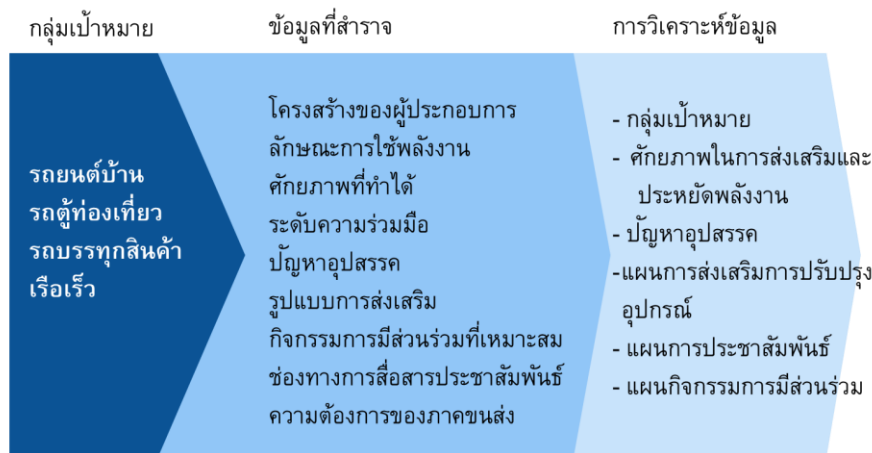 กลุ่มเป้าหมาย
รถยนต์บ้าน
รถตู้ท่องเที่ยว
รถบรรทุกสินค้า
เรือเร็ว
ข้อมูลที่สำราจ
โครงสร้างของผู้ประกอบการ
ลักษณะการใช้พลังงาน
ศักยภาพที่ทำได้
ระดับความร่วมมือ
ปัญหาอุปสรรค
รูปแบบการส่งเสริม
กิจกรรมการมีส่วนร่วมที่เหมาะสม
ช่องทางการสื่อสารประชาสัมพันธ์
ความต้องการของภาคขนส่ง
การวิเคราะห์ข้อมูล
- กลุ่มเป้าหมาย
- ศักยภาพในการส่งเสริมและ
ประหยัดพลังงาน
- ปัญหาอุปสรรค
-แผนการส่งเสริมการปรับปรุง
อุปกรณ์
- แผนการประชาสัมพันธ์
- แผนกิจกรรมการมีส่วนร่วม